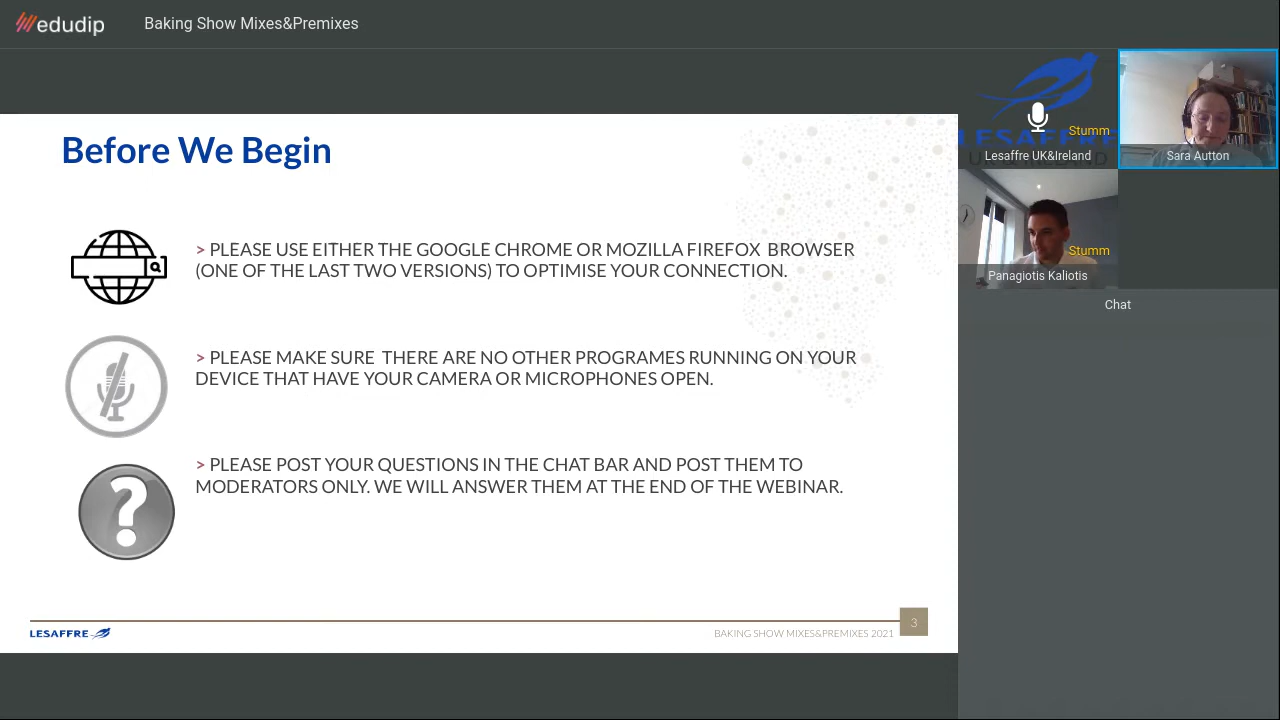 edudip
Baking Show Mixes&Premixes
Before We Begin
> PLEASE USE EITHER THE GOOGLE CHROME OR MOZILLA FIREFOX BROWSER
(ONE OF THE LAST TWO VERSIONS) TO OPTIMISE YOUR CONNECTION.
> PLEASE MAKE SURE THERE ARE NO OTHER PROGRAMES RUNNING ON YOUR
DEVICE THAT HAVE YOUR CAMERA OR MICROPHONES OPEN.
> PLEASE POST YOUR QUESTIONS IN THE CHAT BAR AND POST THEM TO
MODERATORS ONLY. WE WILL ANSWER THEM AT THE END OF THE WEBINAR.
LESAFFRE
BAKING SHOW MIXES&PREMIXES 2021
3
Stumm
LESAFFRE
Lesaffre UK&Ireland
Sara Autton
Stumm
Panagiotis Kaliotis
Chat